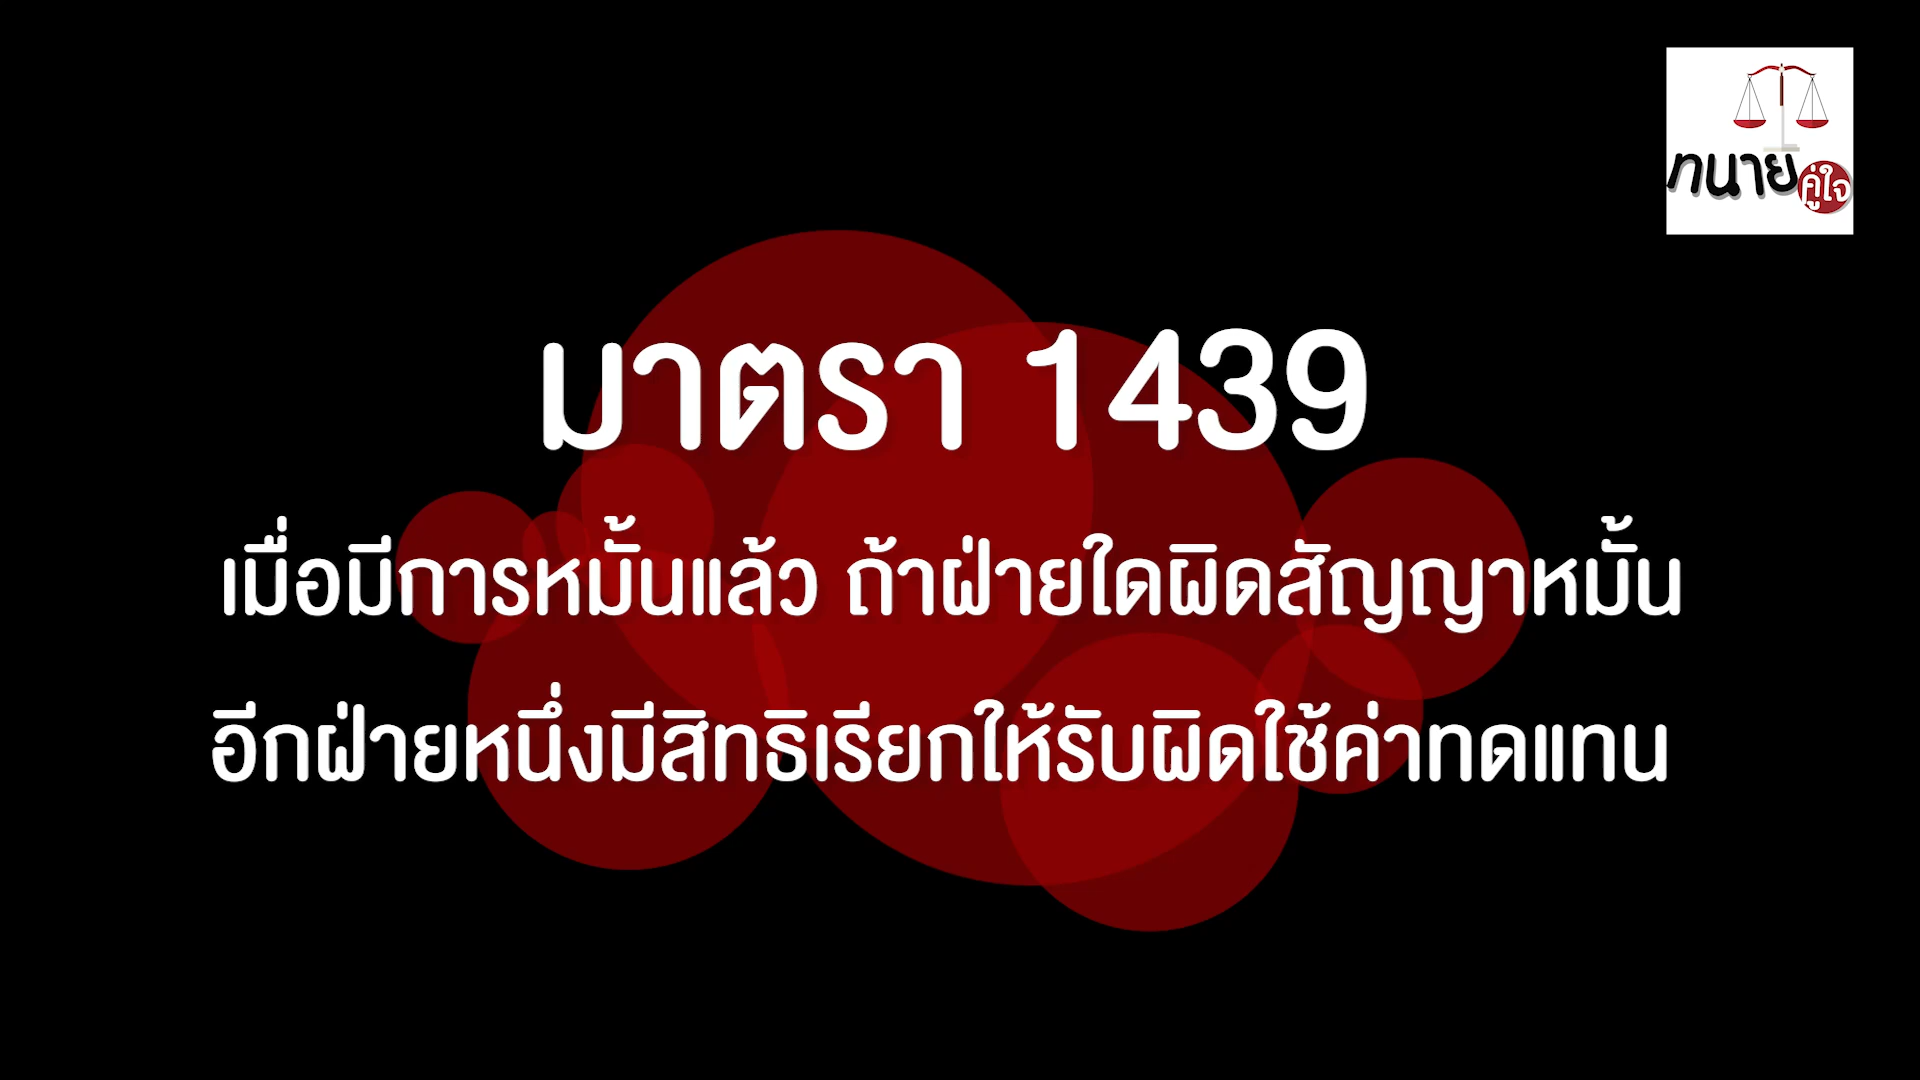 ทนายคู่ใจ
มาตรา 1439
เมื่อมีการหมั้นแล้ว ถ้าฝ่ายใดผิดสัญญาหมั้น
อีกฝ่ายหนึ่งมีสิทธิเรียกให้รับผิดใช้ค่าทดแทน